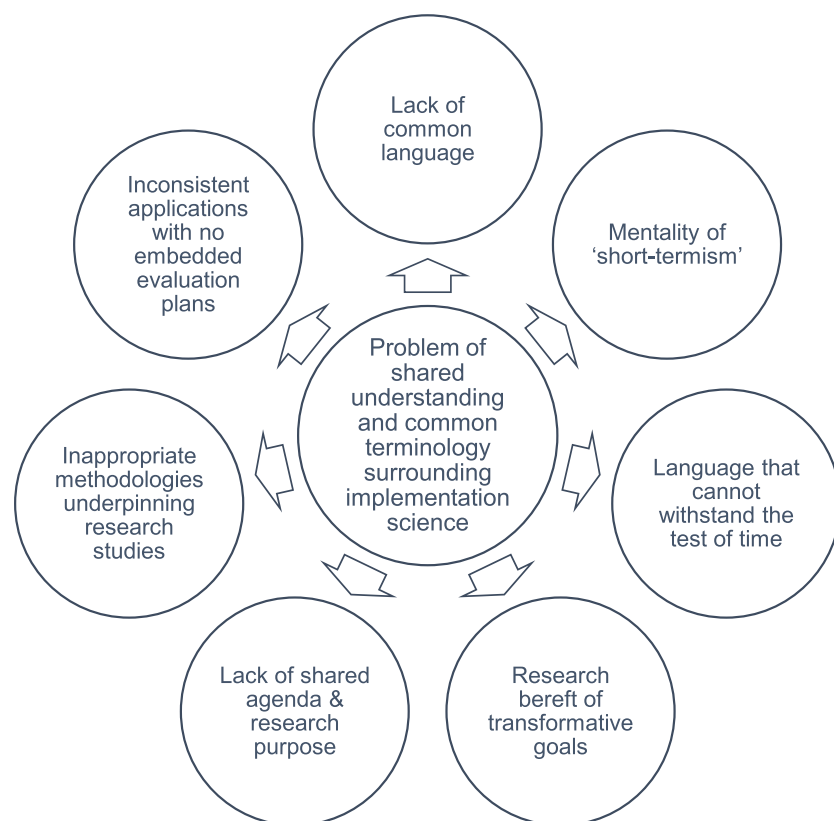 Lack of
common
language
Mentality of
‘short-termism’
Language that
cannot
withstand the
test of time
Research
bereft of
transformative
goals
Lack of shared
agenda &
research
purpose
Inappropriate
methodologies
underpinning
research
studies
Inconsistent
applications
with no
embedded
evaluation
plans
Problem of
shared
understanding
and common
terminology
surrounding
implementation
science